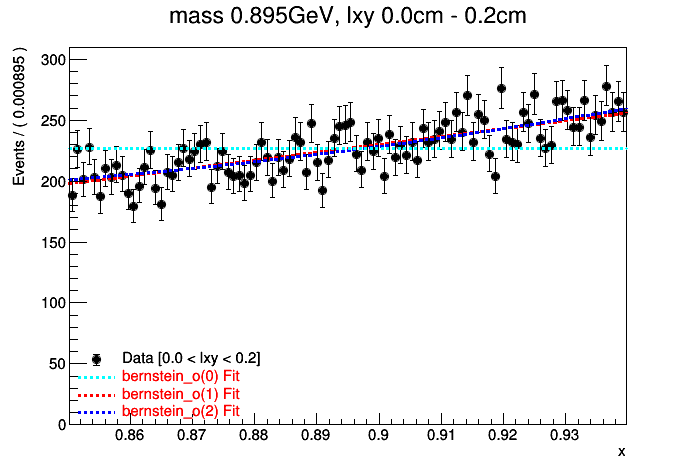 mass 0.895GeV, lxy 0.0cm - 0.2cm
Events / ( 0.000895 )
300
250
200
150
100
50
0
Data [0.0 < lxy < 0.2]
bernstein_o(0) Fit
bernstein_o(1) Fit
bernstein_o(2) Fit
0.86 0.87 0.88 0.89 0.9 0.91 0.92 0.93
x